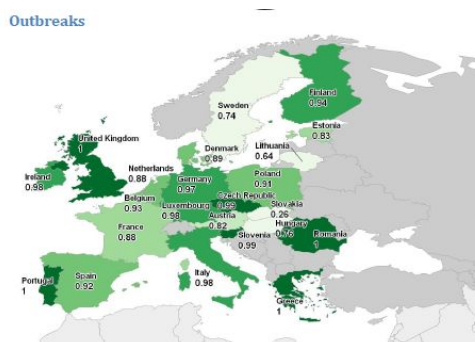 Outbreaks
Finland
0.94
Sweden
0.74
Estonia
0.83
United Kingdom
1
Denmark
0.89
Lithuania
0.64
Netherlands
0.88
Ireland
0.98
Germany
0.97
Poland
0.91
Belgium
0.93
Czech Republic
0.99
Luxembourg
0.98
Slovakia
0.26
Austria
0.82
Hungary
0.76
France
0.88
Slovenia
0.99
Romania
1
Portugal
1
Spain
0.92
Italy
0.98
Greece
1